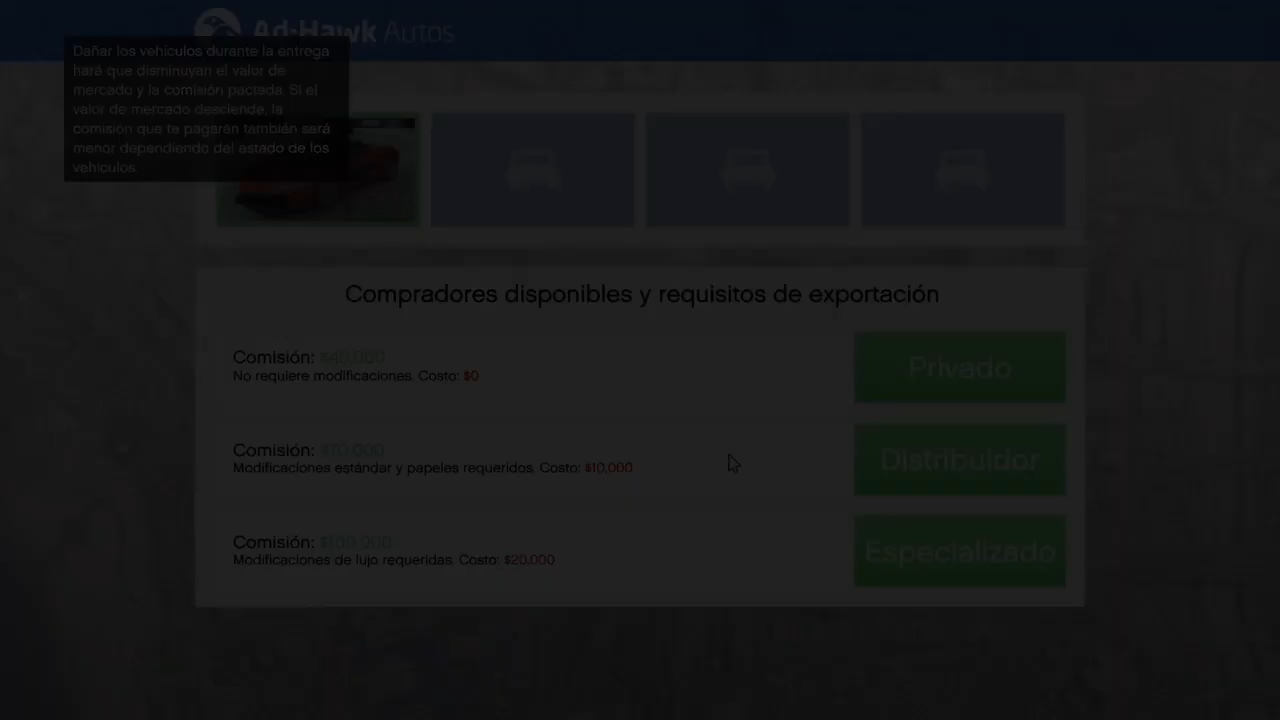 Ad·Hawk Autos
Dañar los vehículos durante la entrega
hará que disminuyan el valor de
mercado y la comisión pactada. Si el
valor de mercado desciende, la
comisión que te pagarán también será
menor dependiendo del estado de los
vehículos.
Compradores disponibles y requisitos de exportación
Comisión: $40,000
No requiere modificaciones. Costo: $0
Privado
Comisión: $70,000
Modificaciones estándar y papeles requeridos. Costo: $10,000
Distribuidor
Comisión:
Modificaciones de lujo requeridas. Costo: $20,000
Especializado